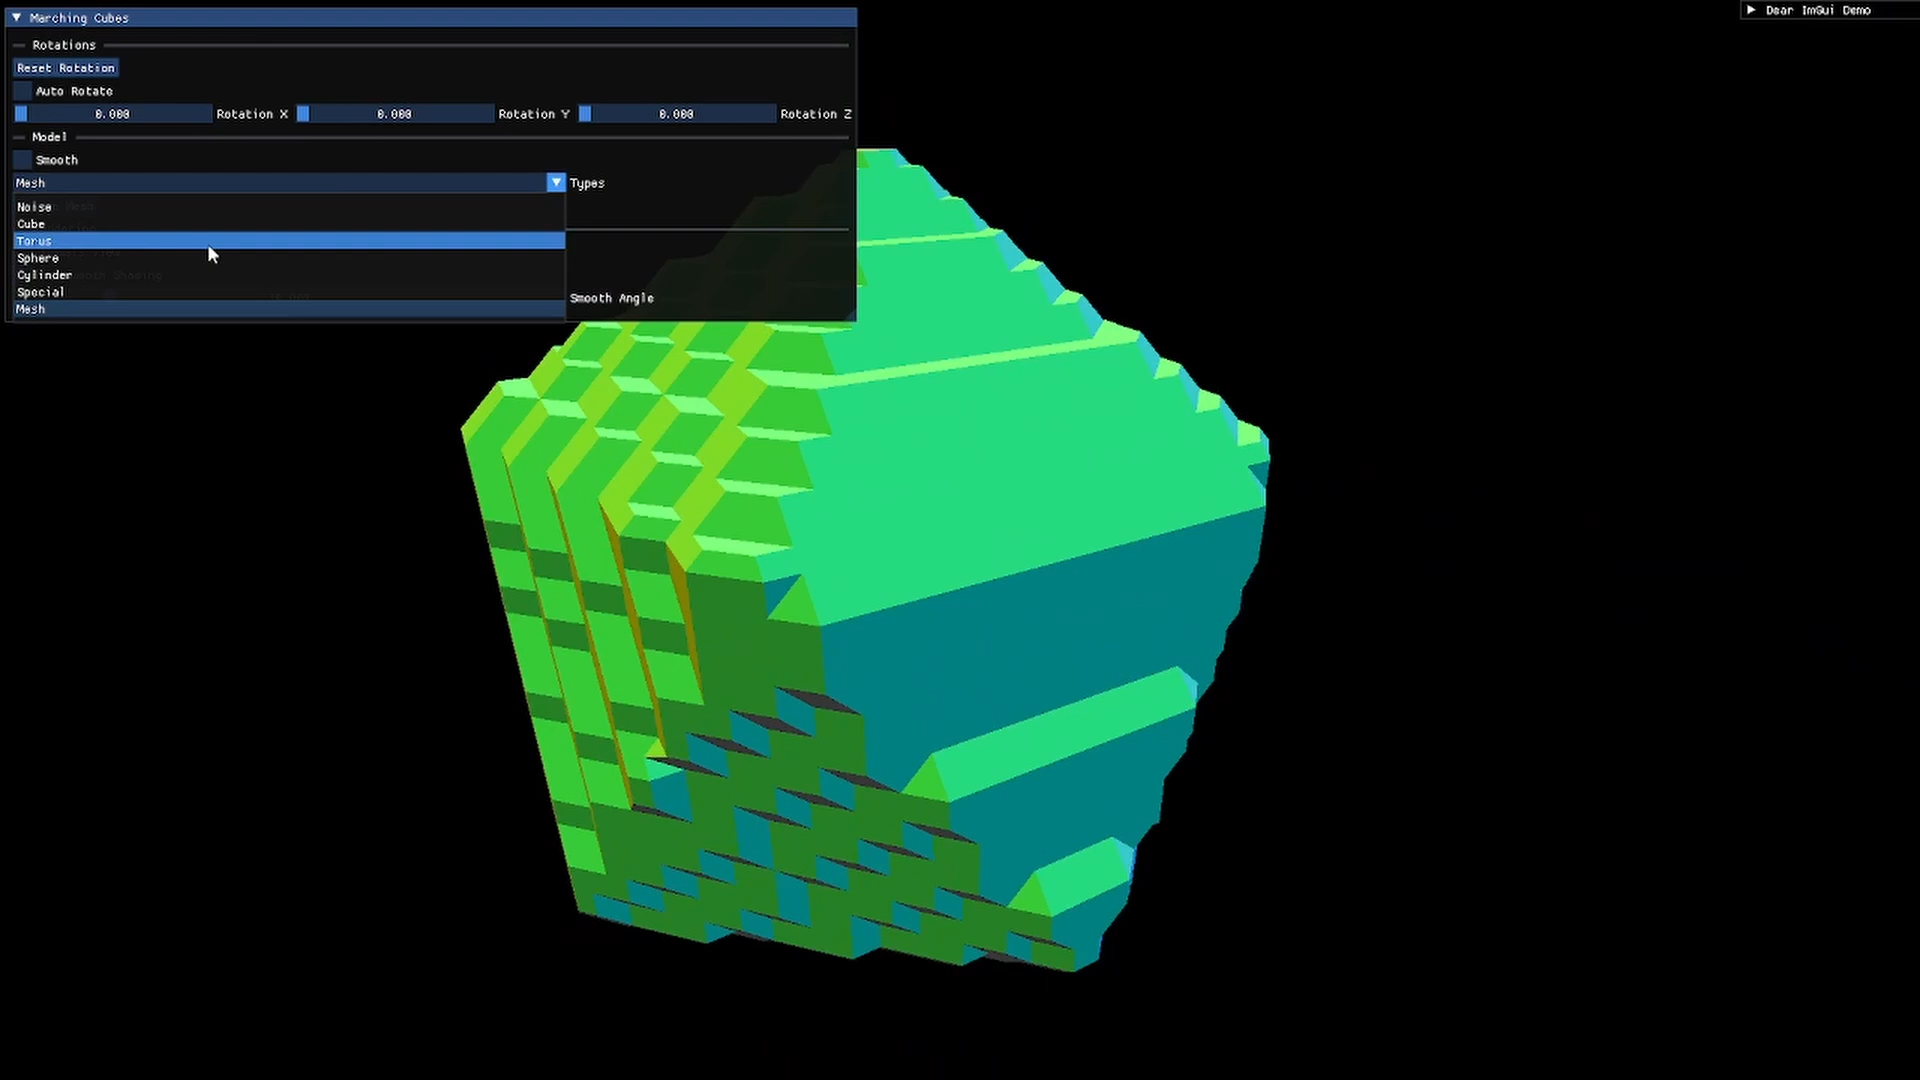 ▼ Marching Cubes
▶ Dear ImGui Demo
Rotations
Reset Rotation
Auto Rotate
0.000 Rotation X 0.000 Rotation Y 0.000 Rotation Z
Model
Smooth
Mesh ▼ Types
Noise
Cube
Torus
Sphere
Cylinder
Special
Smooth Angle
Mesh